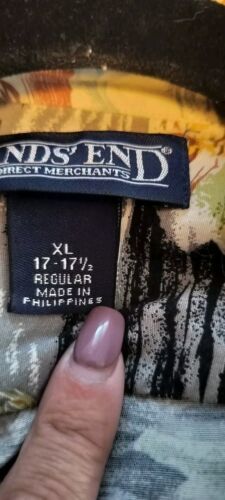 NDS' END®
DIRECT MERCHANTS
XL
17-17½
REGULAR
MADE IN
PHILIPPINES